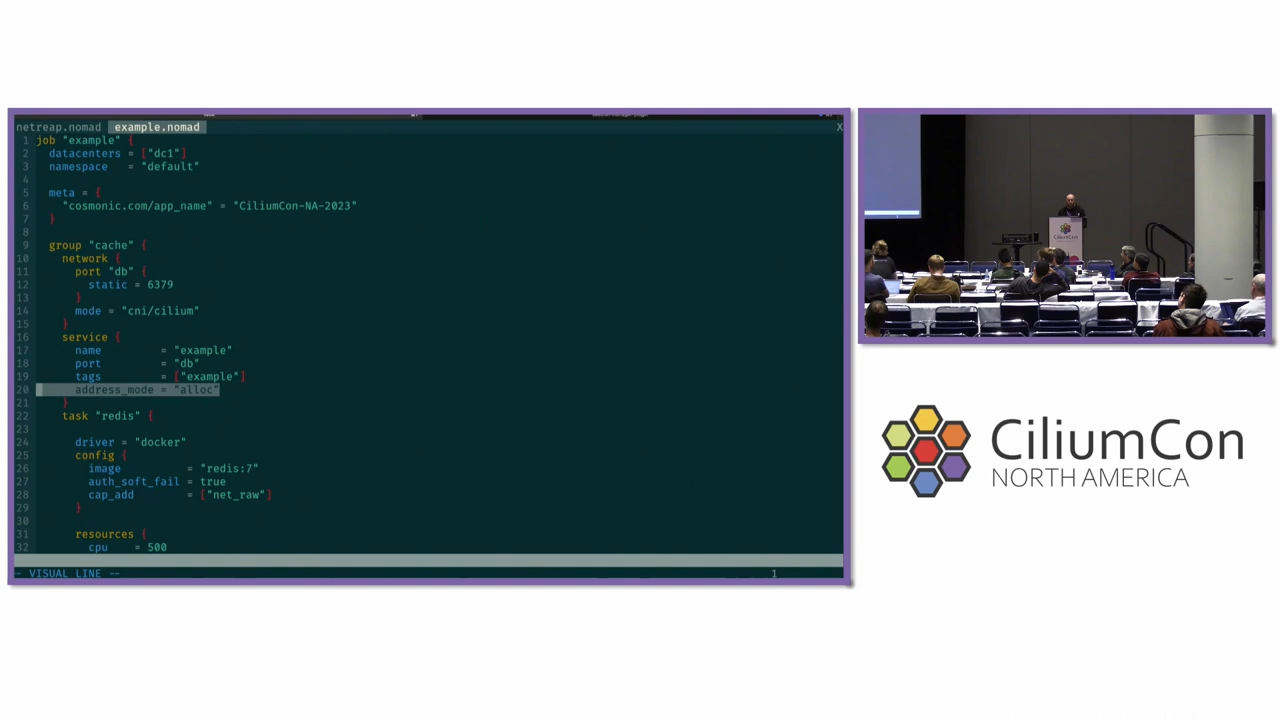 netreap.nomad example.nomad X
1 job "example" {
2 datacenters = ["dc1"]
3 namespace = "default"
4
5 meta = {
6 "cosmonic.com/app_name" = "CiliumCon-NA-2023"
7 }
8
9 group "cache" {
10 network {
11 port "db" {
12 static = 6379
13 }
14 mode = "cni/cilium"
15 }
16 service {
17 name = "example"
18 port = "db"
19 tags = ["example"]
20 address_mode = "alloc"
21 }
22 task "redis" {
23
24 driver = "docker"
25 config {
26 image = "redis:7"
27 auth_soft_fail = true
28 cap_add = ["net_raw"]
29 }
30
31 resources {
32 cpu = 500
-- VISUAL LINE -- 1
CiliumCon
CiliumCon
NORTH AMERICA